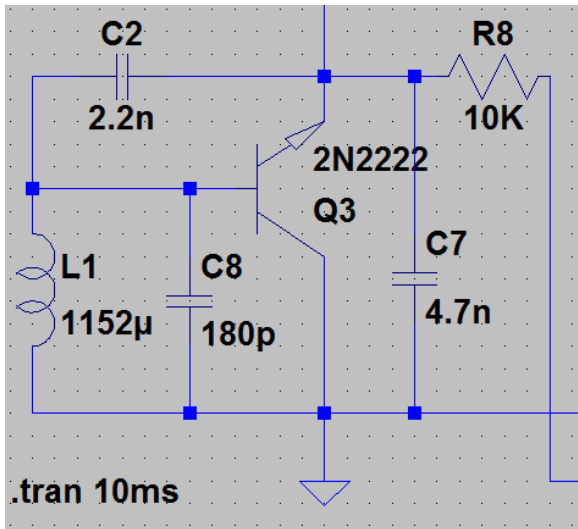 C2
2.2n
R8
10K
2N2222
Q3
L1
1152µ
C8
180p
C7
4.7n
.tran 10ms